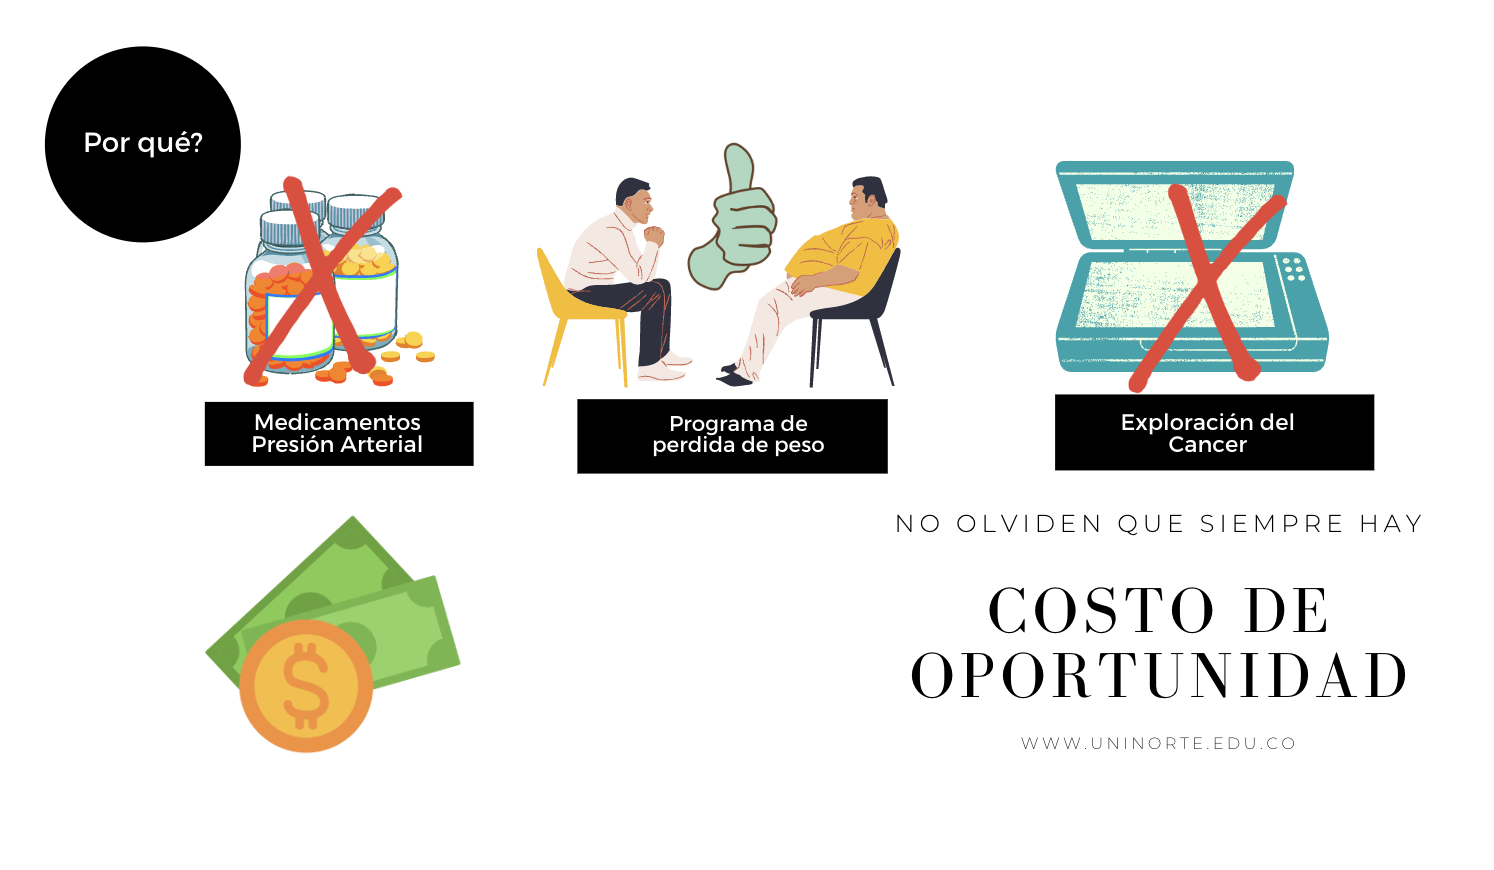 Por qué?
Medicamentos
Presión Arterial
Programa de
perdida de peso
Exploración del
Cancer
NO OLVIDEN QUE SIEMPRE HAY
COSTO DE
OPORTUNIDAD
WWW.UNINORTE.EDU.CO
$